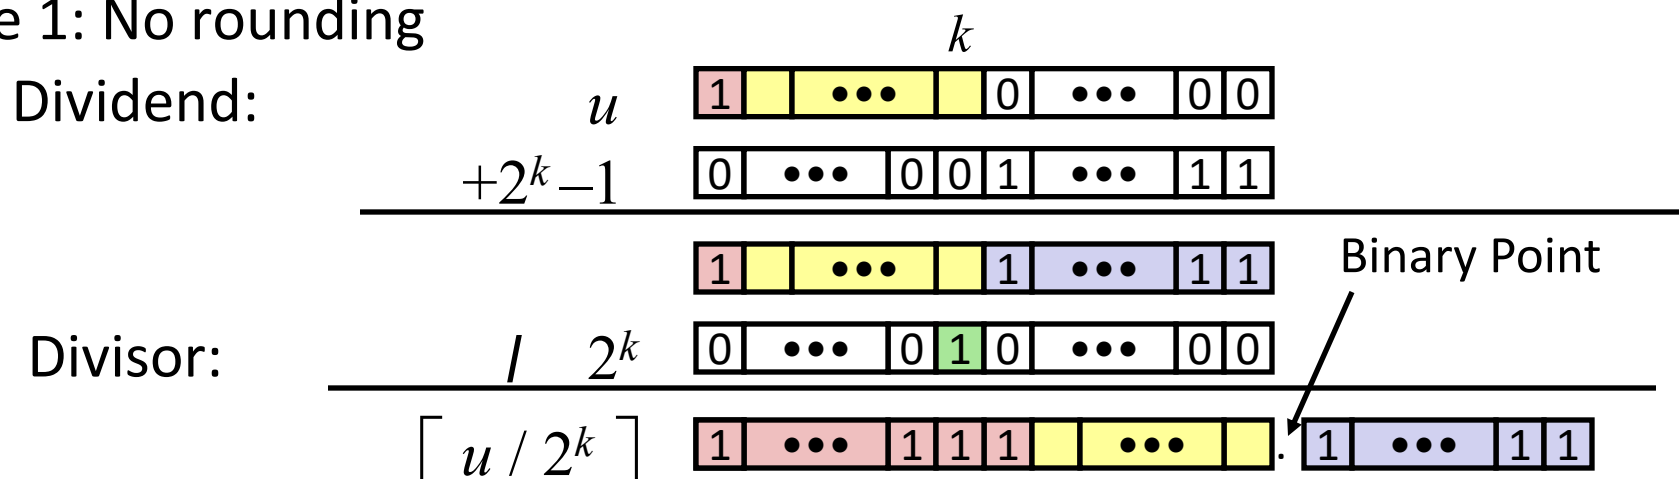 e 1: No rounding
k
Dividend: u 1 ••• 0 ••• 0 0
+2^k –1 0 ••• 0 0 1 ••• 1 1
1 ••• 1 ••• 1 1
Binary Point
Divisor: / 2^k 0 ••• 0 1 0 ••• 0 0
⌈ u / 2^k ⌉ 1 ••• 1 1 1 ••• . 1 ••• 1 1